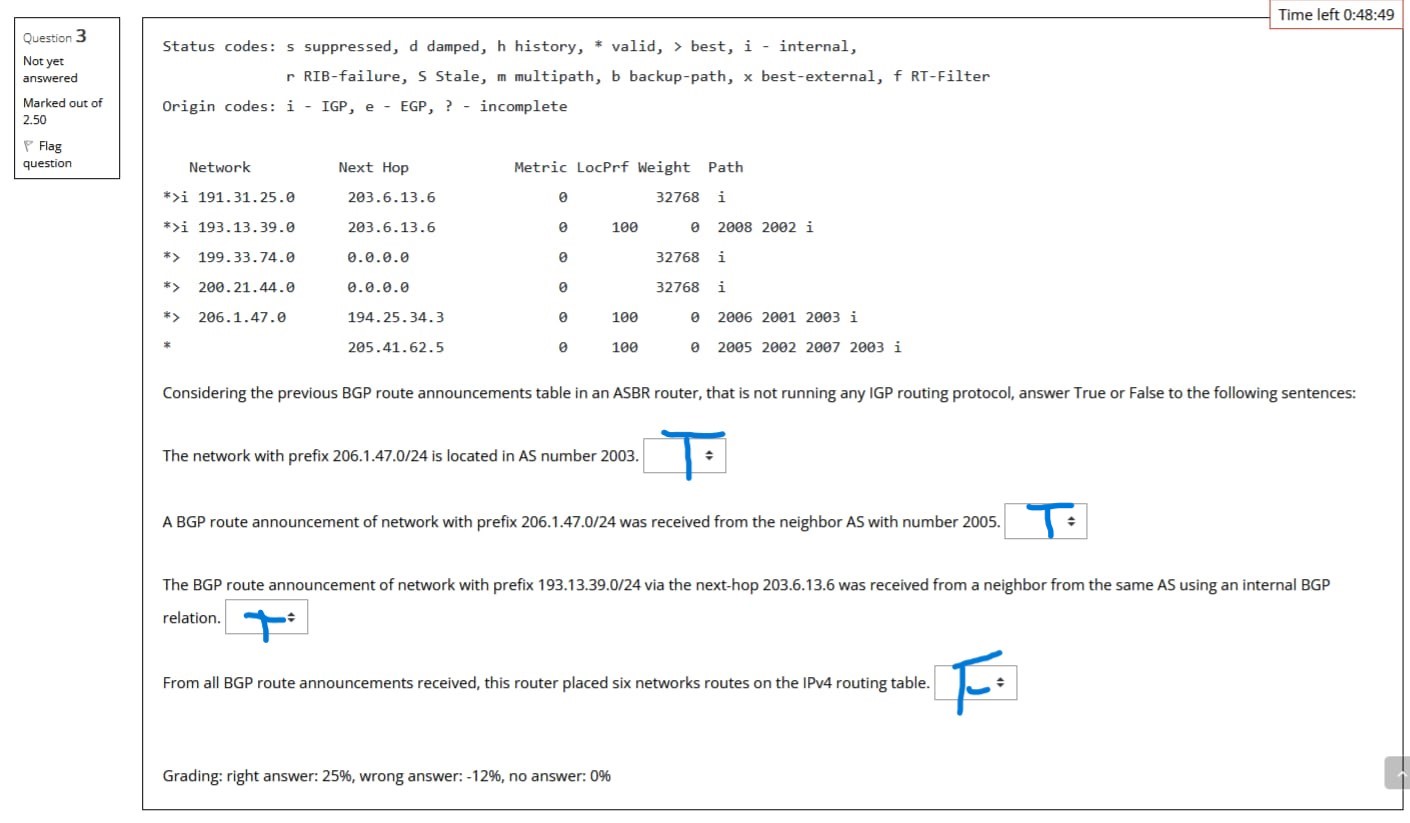 Time left 0:48:49
Question 3
Not yet
answered
Marked out of
2.50
Flag
question
Status codes: s suppressed, d damped, h history, * valid, > best, i - internal,
r RIB-failure, S Stale, m multipath, b backup-path, x best-external, f RT-Filter
Origin codes: i - IGP, e - EGP, ? - incomplete
Network Next Hop Metric LocPrf Weight Path
*>i 191.31.25.0 203.6.13.6 0 32768 i
*>i 193.13.39.0 203.6.13.6 0 100 0 2008 2002 i
*> 199.33.74.0 0.0.0.0 0 32768 i
*> 200.21.44.0 0.0.0.0 0 32768 i
*> 206.1.47.0 194.25.34.3 0 100 0 2006 2001 2003 i
* 205.41.62.5 0 100 0 2005 2002 2007 2003 i
Considering the previous BGP route announcements table in an ASBR router, that is not running any IGP routing protocol, answer True or False to the following sentences:
The network with prefix 206.1.47.0/24 is located in AS number 2003. T
A BGP route announcement of network with prefix 206.1.47.0/24 was received from the neighbor AS with number 2005. T
The BGP route announcement of network with prefix 193.13.39.0/24 via the next-hop 203.6.13.6 was received from a neighbor from the same AS using an internal BGP
relation. T
From all BGP route announcements received, this router placed six networks routes on the IPv4 routing table. F
Grading: right answer: 25%, wrong answer: -12%, no answer: 0%